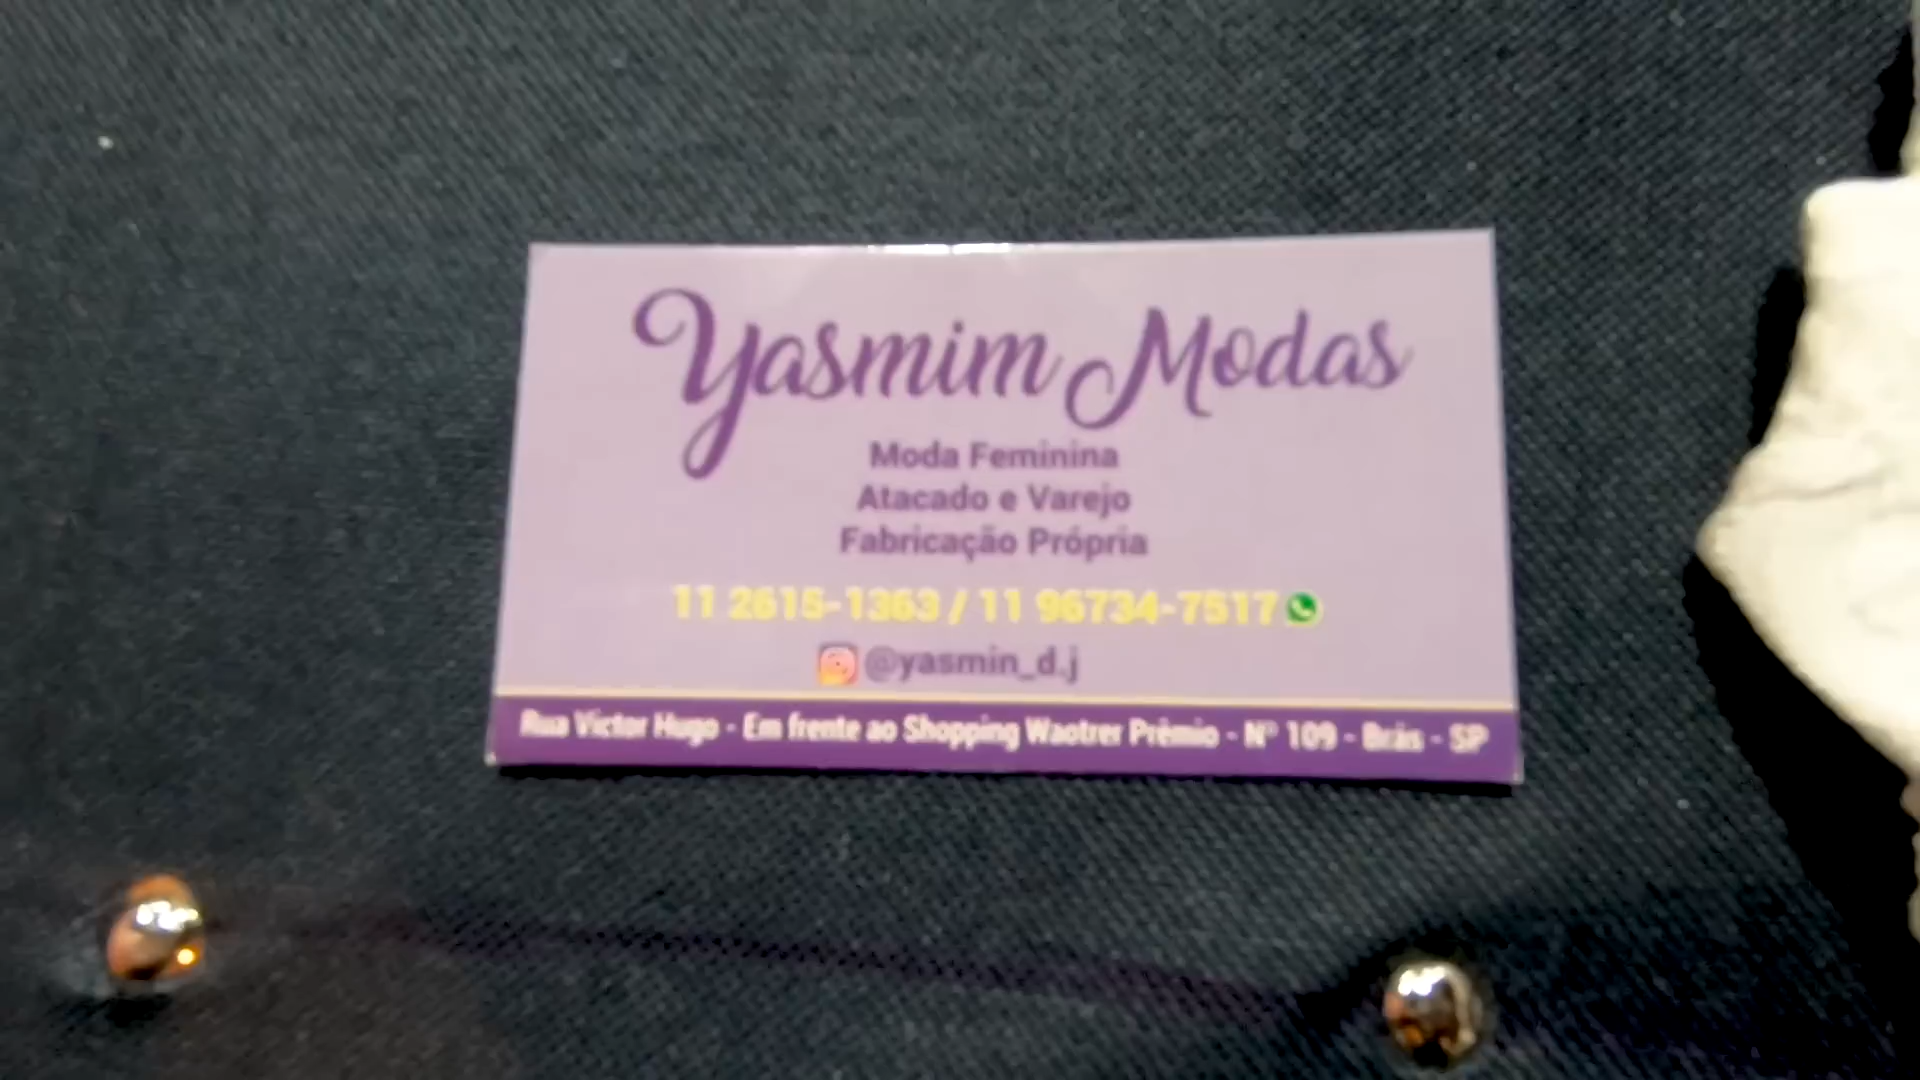 Yasmim Modas
Moda Feminina
Atacado e Varejo
Fabricação Própria
11 2615-1363 / 11 96734-7517
@yasmin_d.j
Rua Victor Hugo - Em frente ao Shopping Waotrer Prêmio - Nº 109 - Brás - SP